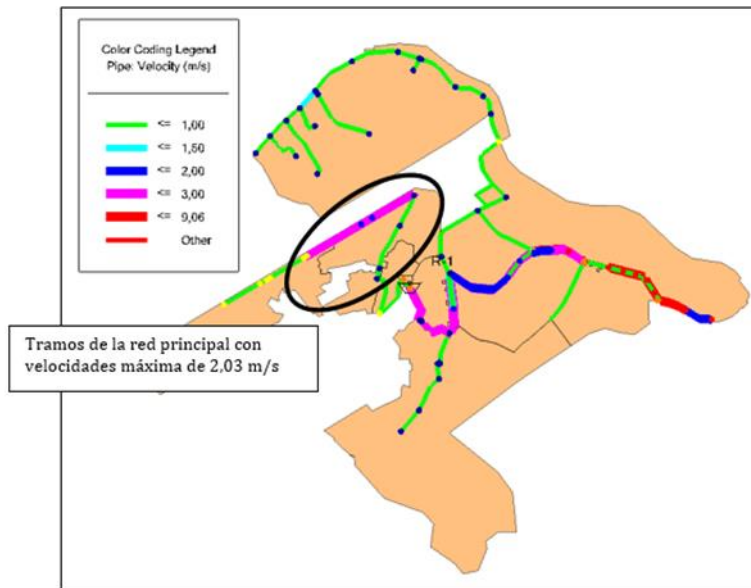 Color Coding Legend
Pipe: Velocity (m/s)
<= 1,00
<= 1,50
<= 2,00
<= 3,00
<= 9,06
Other
R-1
Tramos de la red principal con
velocidades máxima de 2,03 m/s